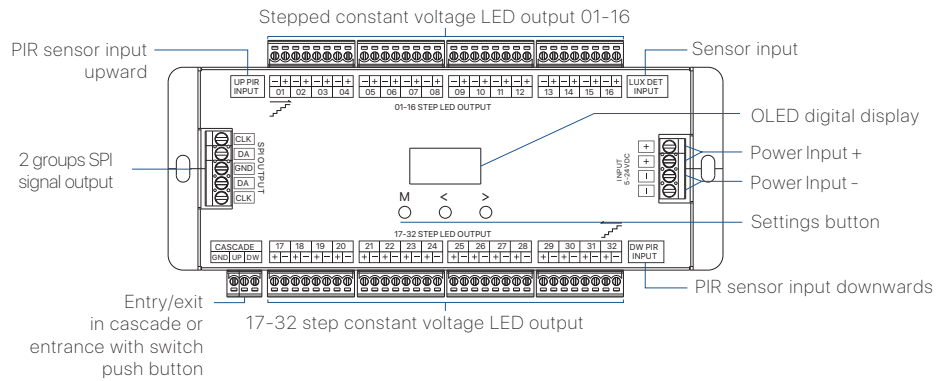 Stepped constant voltage LED output 01-16
PIR sensor input
upward
Sensor input
UP PIR
INPUT
- + - + - + - +
01 02 03 04
- + - + - + - +
05 06 07 08
- + - + - + - +
09 10 11 12
- + - + - + - +
13 14 15 16
LUX DET
INPUT
01-16 STEP LED OUTPUT
OLED digital display
2 groups SPI
signal output
CLK
DA
GND
DA
CLK
SPI OUTPUT
INPUT
5-24VDC
+
+
-
-
Power Input +
Power Input -
M < >
Settings button
17-32 STEP LED OUTPUT
CASCADE
GND UP DW
17 18 19 20
+ - + - + - + -
21 22 23 24
+ - + - + - + -
25 26 27 28
+ - + - + - + -
29 30 31 32
+ - + - + - + -
DW PIR
INPUT
PIR sensor input downwards
Entry/exit
in cascade or
entrance with switch
push button
17-32 step constant voltage LED output